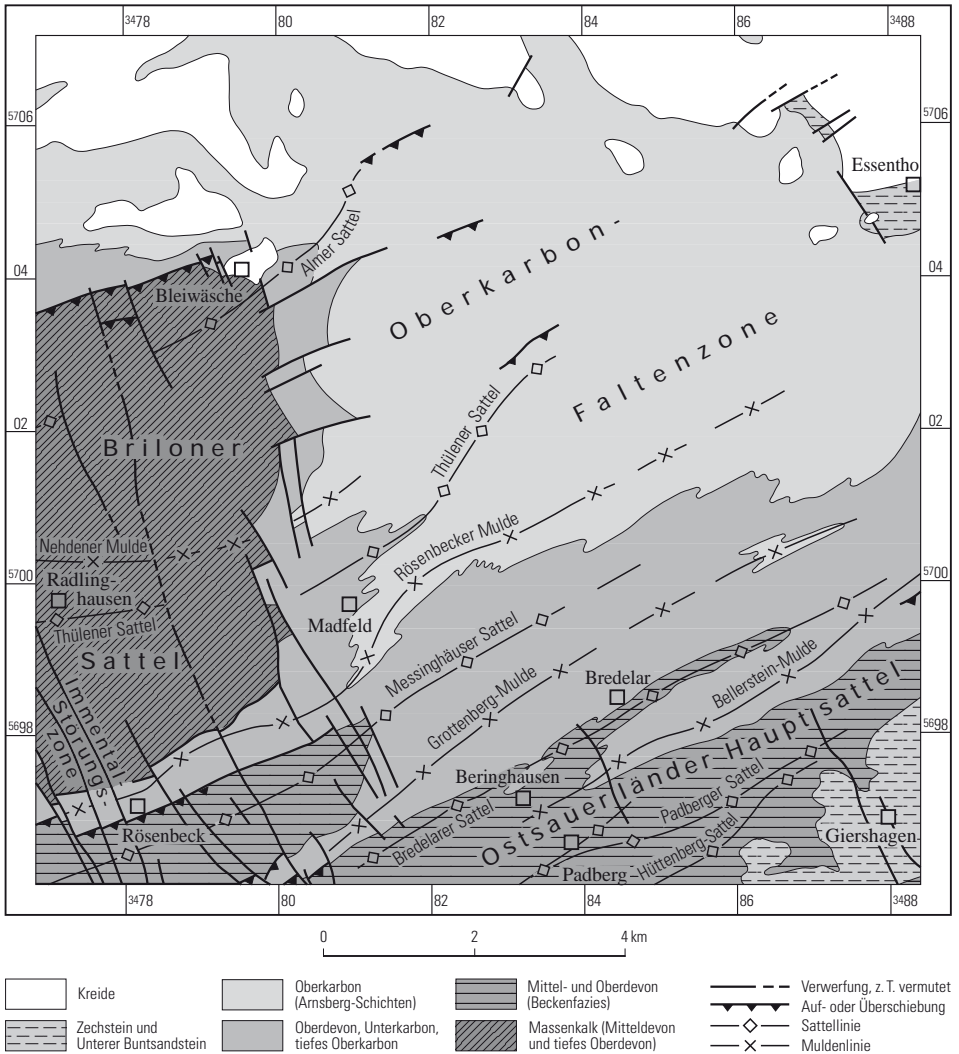 3478 80 82 84 86 3488
5706 5706
Essentho
Almer Sattel
Oberkarbon-
04 04
Bleiwäsche
Faltenzone
Thülener Sattel
02 02
Briloner
Rösenbecker Mulde
Nehdener Mulde
5700 5700
Radling-
hausen
Madfeld
Thülener Sattel
Messinghäuser Sattel
Sattel
Grottenberg-Mulde
Bredelar
Bellerstein-Mulde
Immental-
Störungs-
zone
5698 5698
Beringhausen
Ostsauerländer Hauptsattel
Padberger Sattel
Rösenbeck
Bredelarer Sattel
Giershagen
Hüttenberg-Sattel
Padberg
3478 80 82 84 86 3488
0 2 4 km
Kreide
Zechstein und
Unterer Buntsandstein
Oberkarbon
(Arnsberg-Schichten)
Oberdevon, Unterkarbon,
tiefes Oberkarbon
Mittel- und Oberdevon
(Beckenfazies)
Massenkalk (Mitteldevon
und tiefes Oberdevon)
Verwerfung, z. T. vermutet
Auf- oder Überschiebung
Sattellinie
Muldenlinie